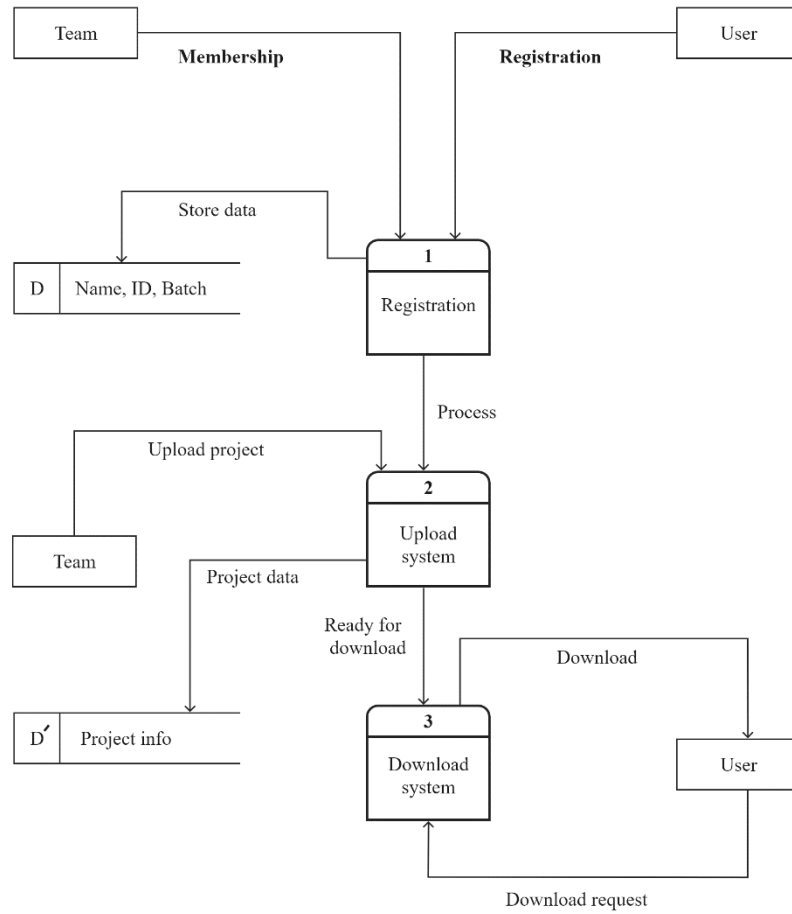 Team
User
Membership
Registration
Store data
1
D
Name, ID, Batch
Registration
Process
Upload project
2
Upload
system
Team
Project data
Ready for
download
Download
3
D′
Project info
Download
system
User
Download request